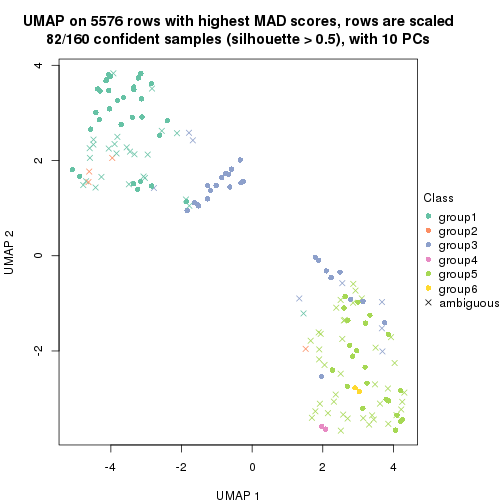 UMAP on 5576 rows with highest MAD scores, rows are scaled
82/160 confident samples (silhouette > 0.5), with 10 PCs
4
2
0
-2
UMAP 2
-4
-2
0
2
4
UMAP 1
Class
group1
group2
group3
group4
group5
group6
ambiguous